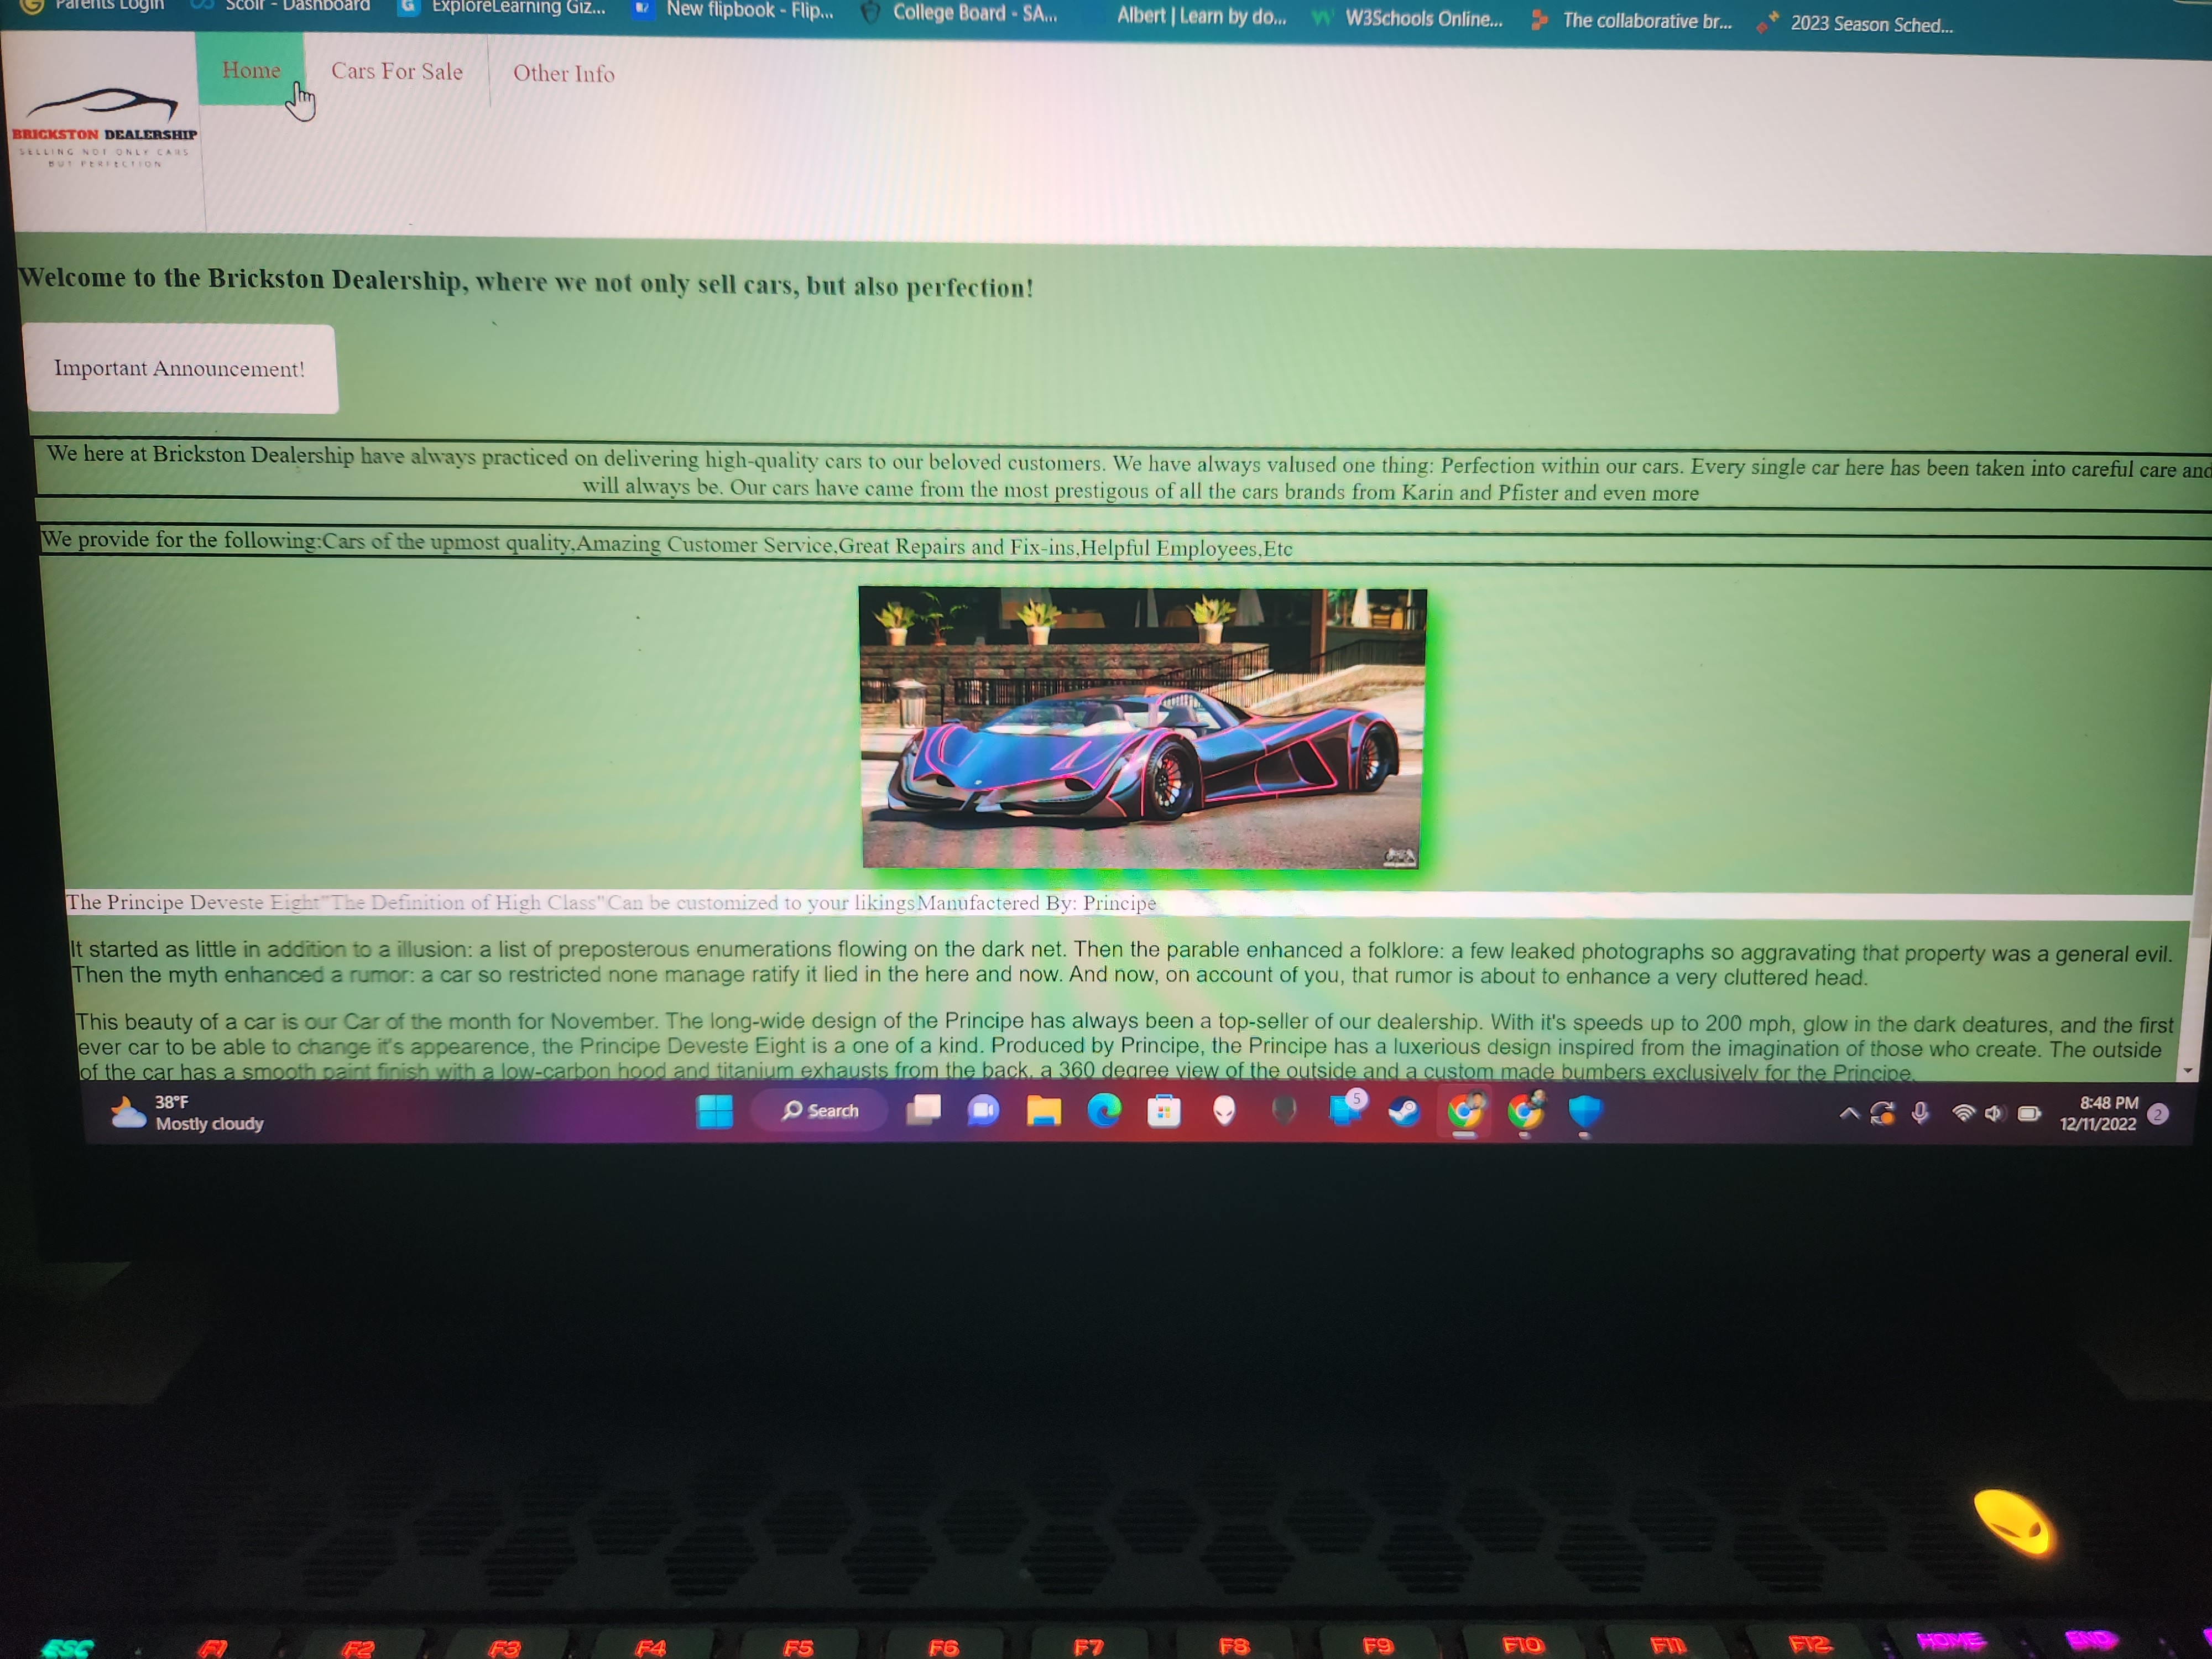 Parents Login
Scoir - Dashboard
ExploreLearning Giz...
New flipbook - Flip...
College Board - SA...
Albert | Learn by do...
W3Schools Online...
The collaborative br...
2023 Season Sched...
Home
Cars For Sale
Other Info
BRICKSTON DEALERSHIP
SELLING NOT ONLY CARS
BUT PERFECTION
Welcome to the Brickston Dealership, where we not only sell cars, but also perfection!
Important Announcement!
We here at Brickston Dealership have always practiced on delivering high-quality cars to our beloved customers. We have always valused one thing: Perfection within our cars. Every single car here has been taken into careful care and
will always be. Our cars have came from the most prestigous of all the cars brands from Karin and Pfister and even more
We provide for the following:Cars of the upmost quality,Amazing Customer Service,Great Repairs and Fix-ins,Helpful Employees,Etc
The Principe Deveste Eight"The Definition of High Class"Can be customized to your likingsManufactered By: Principe
It started as little in addition to a illusion: a list of preposterous enumerations flowing on the dark net. Then the parable enhanced a folklore: a few leaked photographs so aggravating that property was a general evil.
Then the myth enhanced a rumor: a car so restricted none manage ratify it lied in the here and now. And now, on account of you, that rumor is about to enhance a very cluttered head.
This beauty of a car is our Car of the month for November. The long-wide design of the Principe has always been a top-seller of our dealership. With it's speeds up to 200 mph, glow in the dark deatures, and the first
ever car to be able to change it's appearence, the Principe Deveste Eight is a one of a kind. Produced by Principe, the Principe has a luxerious design inspired from the imagination of those who create. The outside
of the car has a smooth paint finish with a low-carbon hood and titanium exhausts from the back, a 360 degree view of the outside and a custom made bumbers exclusively for the Principe.
38°F
Mostly cloudy
Search
5
8:48 PM
12/11/2022
2
ESC
F1
F2
F3
F4
F5
F6
F7
F8
F9
F10
F11
F12
HOME
END